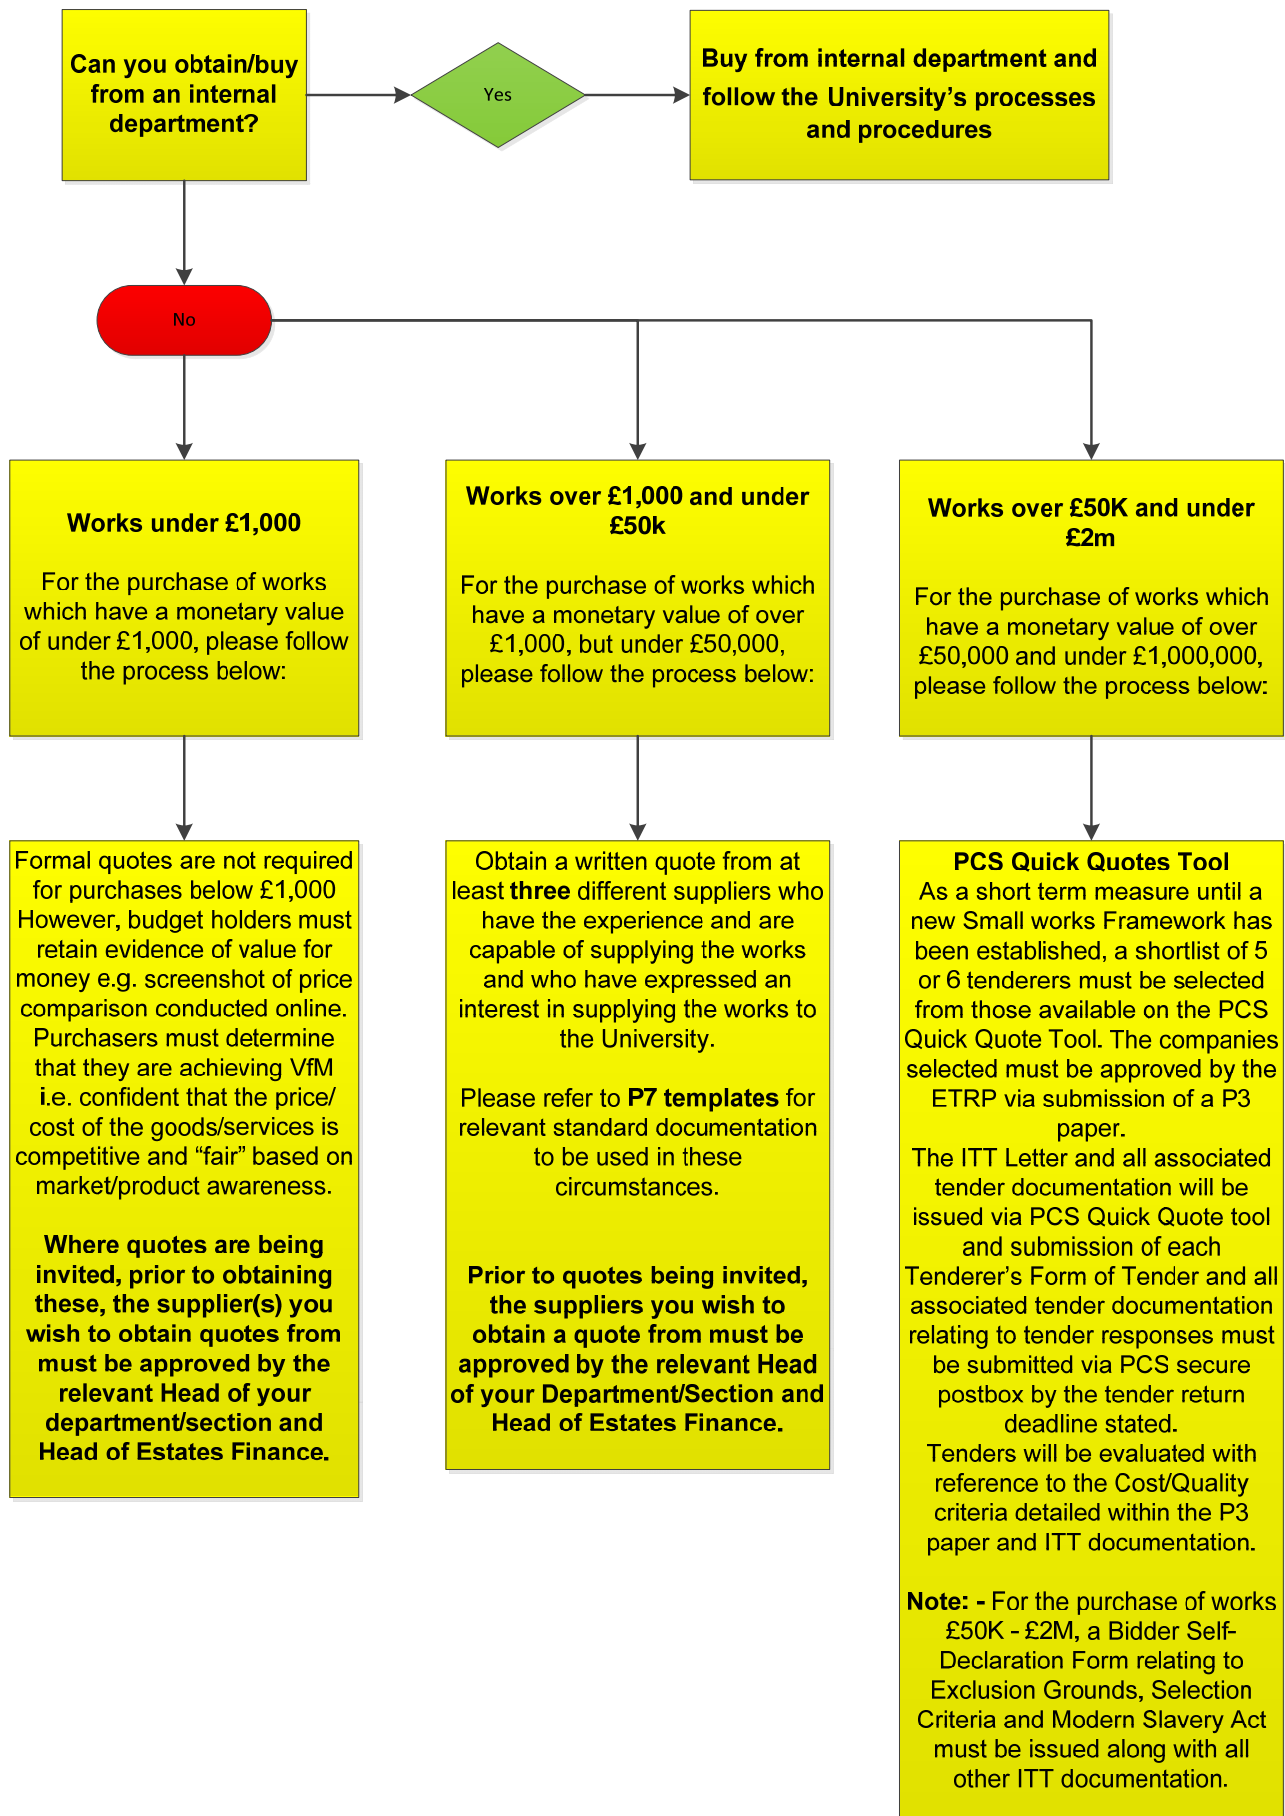 Can you obtain/buy
from an internal
department?
Yes
Buy from internal department and
follow the University’s processes
and procedures
No
Works under £1,000
For the purchase of works
which have a monetary value
of under £1,000, please follow
the process below:
Works over £1,000 and under
£50k
For the purchase of works which
have a monetary value of over
£1,000, but under £50,000,
please follow the process below:
Works over £50K and under
£2m
For the purchase of works which
have a monetary value of over
£50,000 and under £1,000,000,
please follow the process below:
Formal quotes are not required
for purchases below £1,000
However, budget holders must
retain evidence of value for
money e.g. screenshot of price
comparison conducted online.
Purchasers must determine
that they are achieving VfM
i.e. confident that the price/
cost of the goods/services is
competitive and “fair” based on
market/product awareness.
Where quotes are being
invited, prior to obtaining
these, the supplier(s) you
wish to obtain quotes from
must be approved by the
relevant Head of your
department/section and
Head of Estates Finance.
Obtain a written quote from at
least three different suppliers who
have the experience and are
capable of supplying the works
and who have expressed an
interest in supplying the works to
the University.
Please refer to P7 templates for
relevant standard documentation
to be used in these
circumstances.
Prior to quotes being invited,
the suppliers you wish to
obtain a quote from must be
approved by the relevant Head
of your Department/Section and
Head of Estates Finance.
PCS Quick Quotes Tool
As a short term measure until a
new Small works Framework has
been established, a shortlist of 5
or 6 tenderers must be selected
from those available on the PCS
Quick Quote Tool. The companies
selected must be approved by the
ETRP via submission of a P3
paper.
The ITT Letter and all associated
tender documentation will be
issued via PCS Quick Quote tool
and submission of each
Tenderer’s Form of Tender and all
associated tender documentation
relating to tender responses must
be submitted via PCS secure
postbox by the tender return
deadline stated.
Tenders will be evaluated with
reference to the Cost/Quality
criteria detailed within the P3
paper and ITT documentation.
Note: - For the purchase of works
£50K - £2M, a Bidder Self-
Declaration Form relating to
Exclusion Grounds, Selection
Criteria and Modern Slavery Act
must be issued along with all
other ITT documentation.